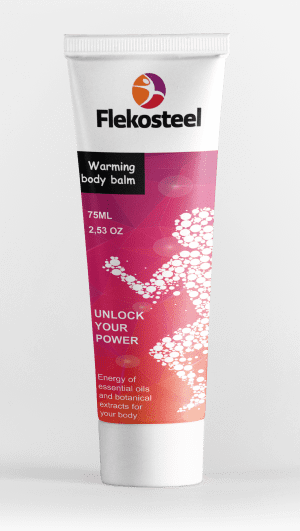 Flekosteel
Warming
body balm
75ML
2,53 OZ
UNLOCK
YOUR
POWER
Energy of
essential oils
and botanical
extracts for
your body